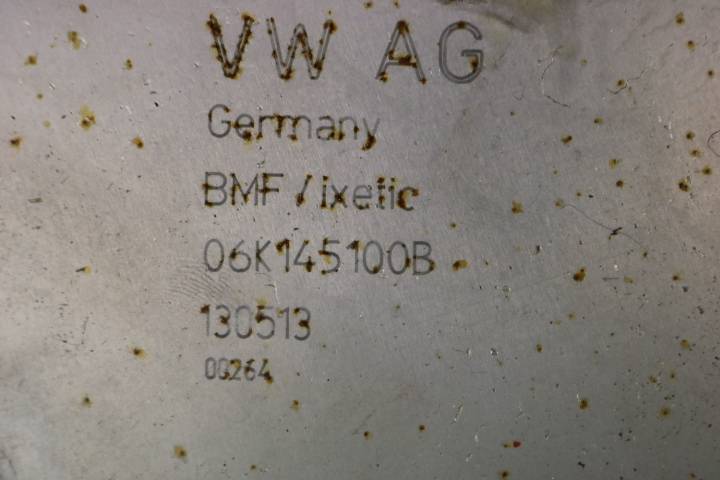 VW AG
Germany
BMF / ixetic
06K145100B
130513
00264